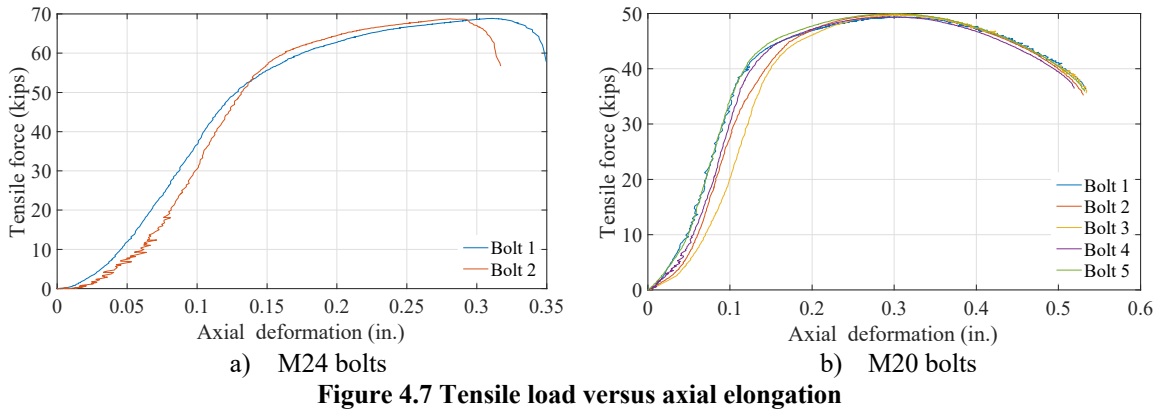 80
70
60
50
40
30
20
10
0
Tensile force (kips)
0
0.05
0.1
0.15
0.2
0.25
0.3
0.35
Axial deformation (in.)
Bolt 1
Bolt 2
a) M24 bolts
50
40
30
20
10
0
Tensile force (kips)
0
0.1
0.2
0.3
0.4
0.5
0.6
Axial deformation (in.)
Bolt 1
Bolt 2
Bolt 3
Bolt 4
Bolt 5
b) M20 bolts
Figure 4.7 Tensile load versus axial elongation